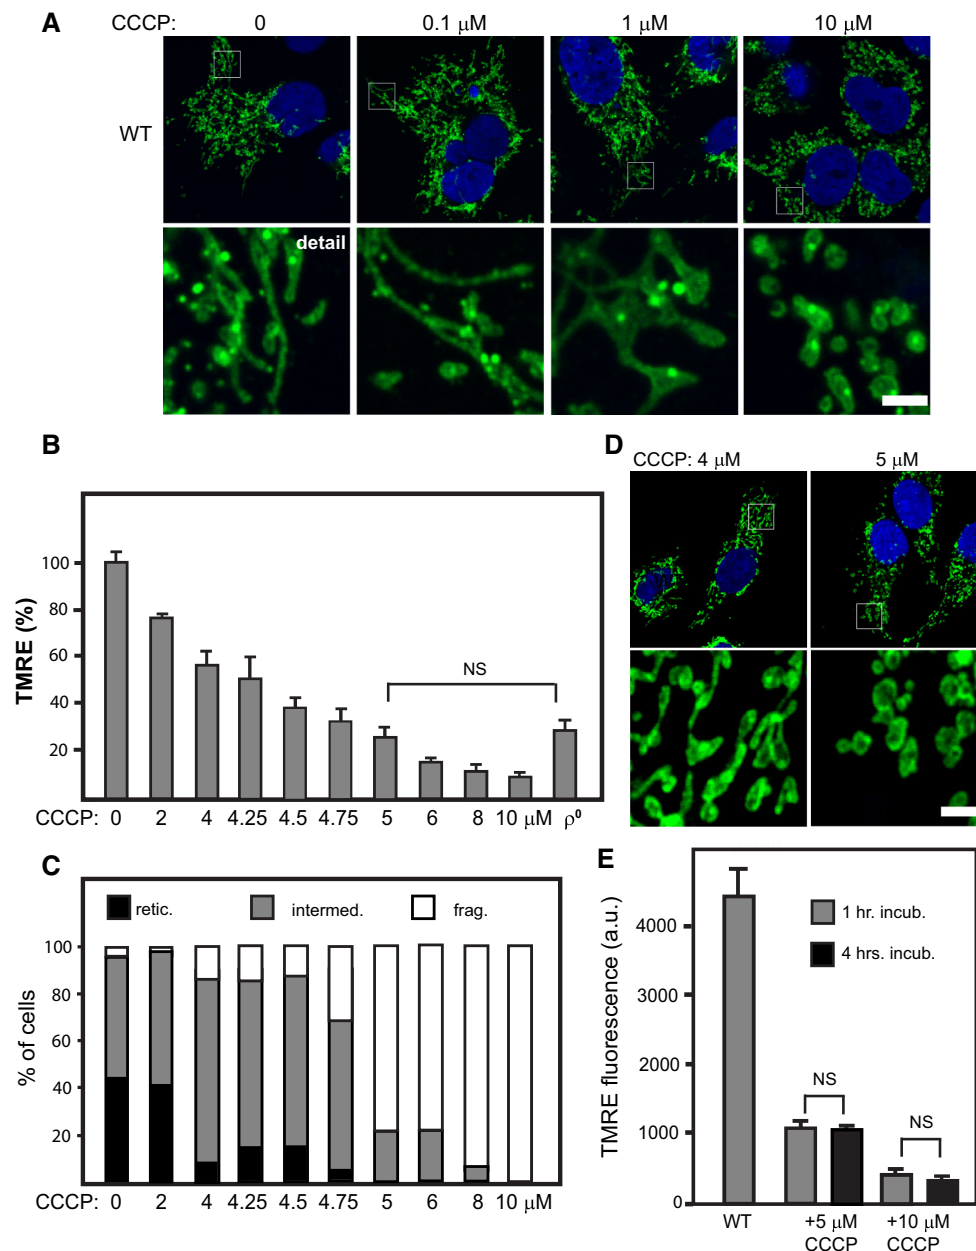 A
CCCP: 0 0.1 μM 1 μM 10 μM
WT
detail
B
TMRE (%)
100
80
60
40
20
NS
CCCP: 0 2 4 4.25 4.5 4.75 5 6 8 10 μM ρ⁰
C
retic. intermed. frag.
% of cells
100
80
60
40
20
CCCP: 0 2 4 4.25 4.5 4.75 5 6 8 10 μM
D
CCCP: 4 μM 5 μM
E
TMRE fluorescence (a.u.)
4000
3000
2000
1000
0
1 hr. incub.
4 hrs. incub.
NS
NS
WT +5 μM +10 μM
CCCP CCCP